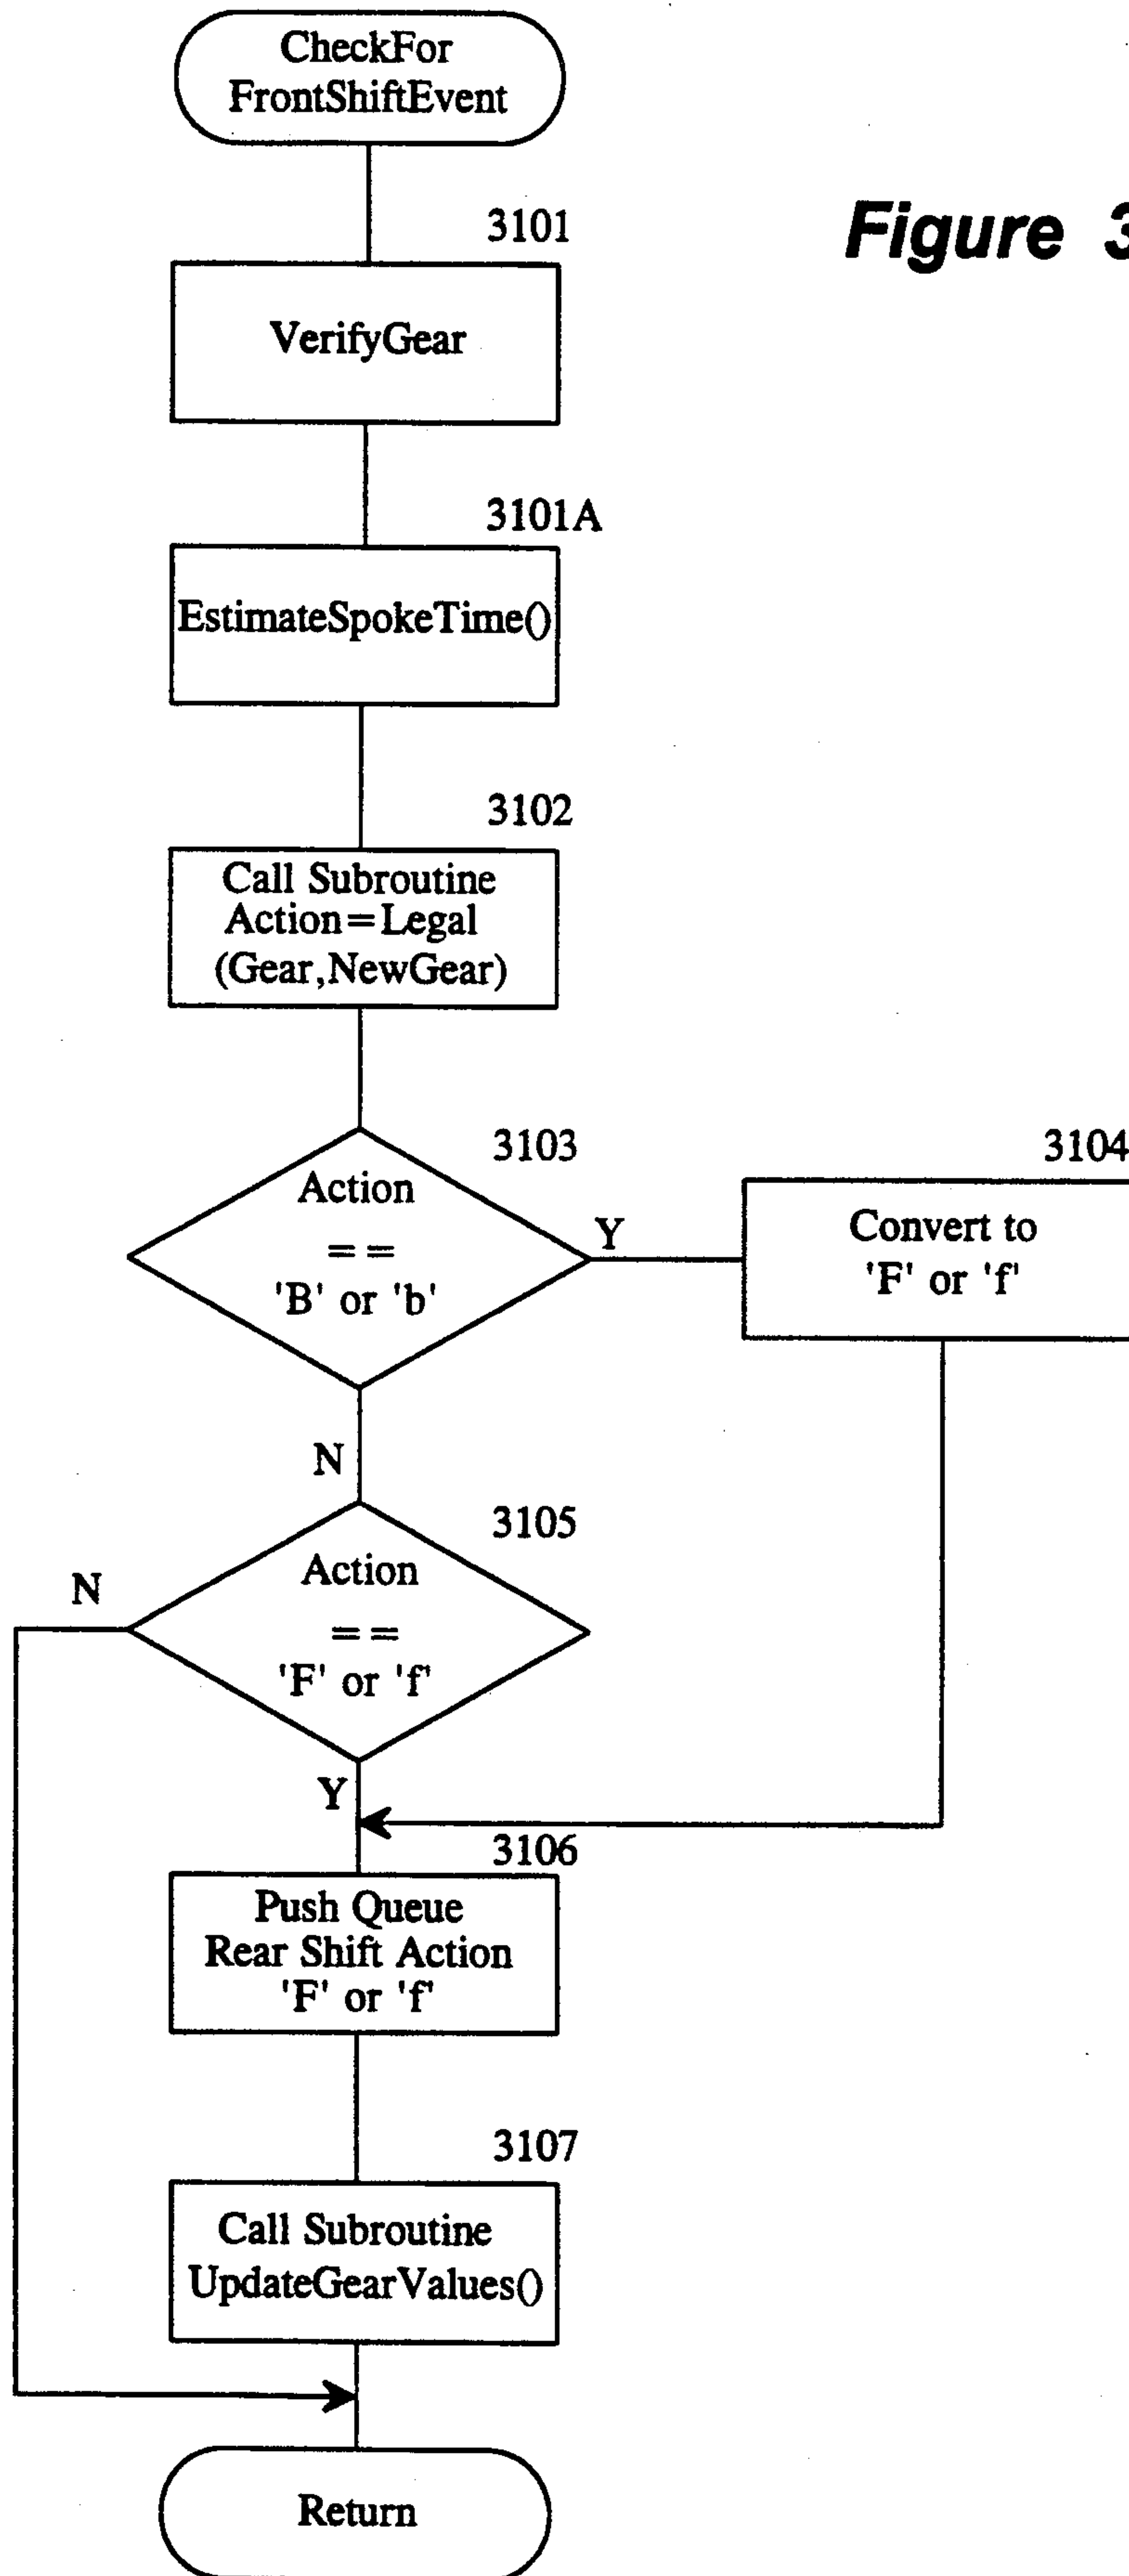 CheckFor
FrontShiftEvent
Figure 3
3101
VerifyGear
3101A
EstimateSpokeTime()
3102
Call Subroutine
Action=Legal
(Gear,NewGear)
3103
Action
==
'B' or 'b'
Y
3104
Convert to
'F' or 'f'
N
3105
Action
==
'F' or 'f'
N
Y
3106
Push Queue
Rear Shift Action
'F' or 'f'
3107
Call Subroutine
UpdateGearValues()
Return